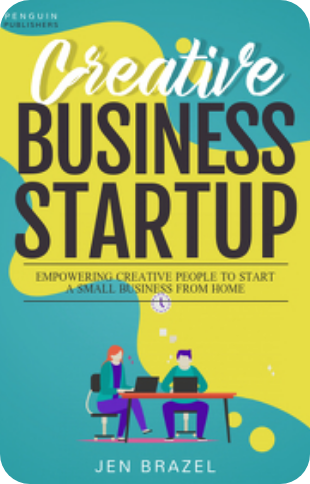 PENGUIN
PUBLISHERS
Creative
BUSINESS
STARTUP
EMPOWERING CREATIVE PEOPLE TO START
A SMALL BUSINESS FROM HOME
t
JEN BRAZEL